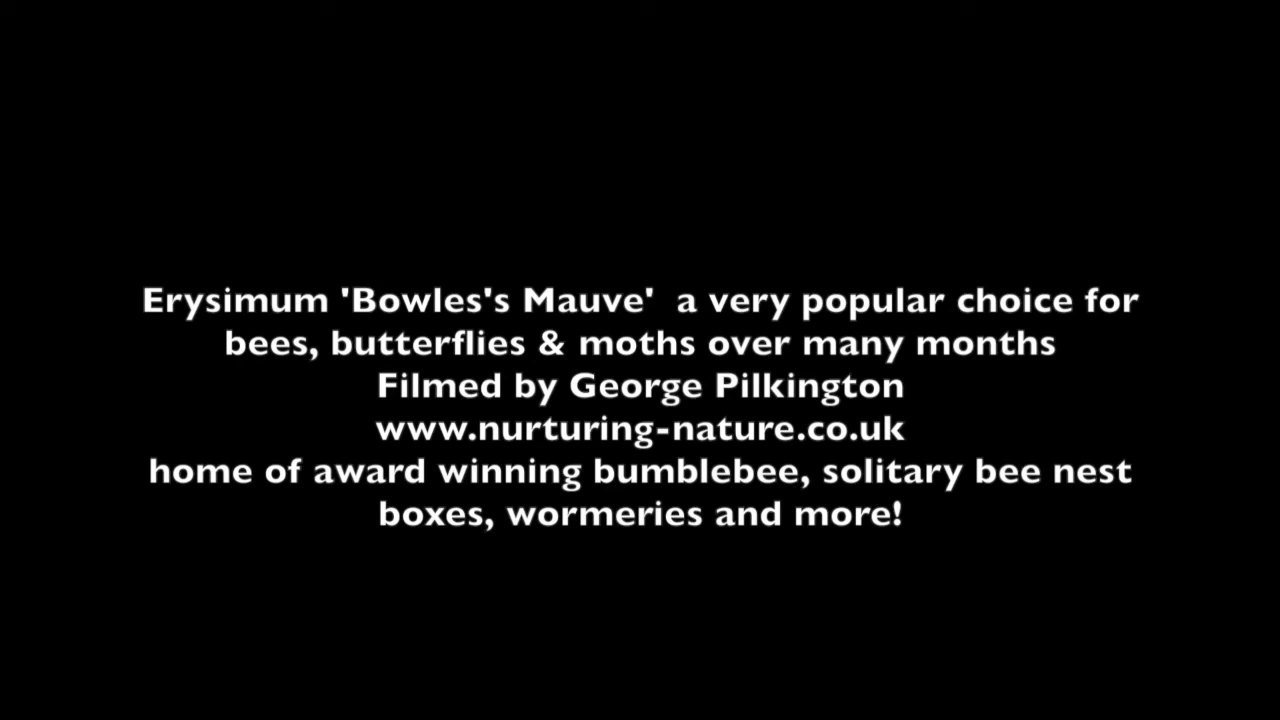 Erysimum 'Bowles's Mauve'  a very popular choice for
bees, butterflies & moths over many months
Filmed by George Pilkington
www.nurturing-nature.co.uk
home of award winning bumblebee, solitary bee nest
boxes, wormeries and more!